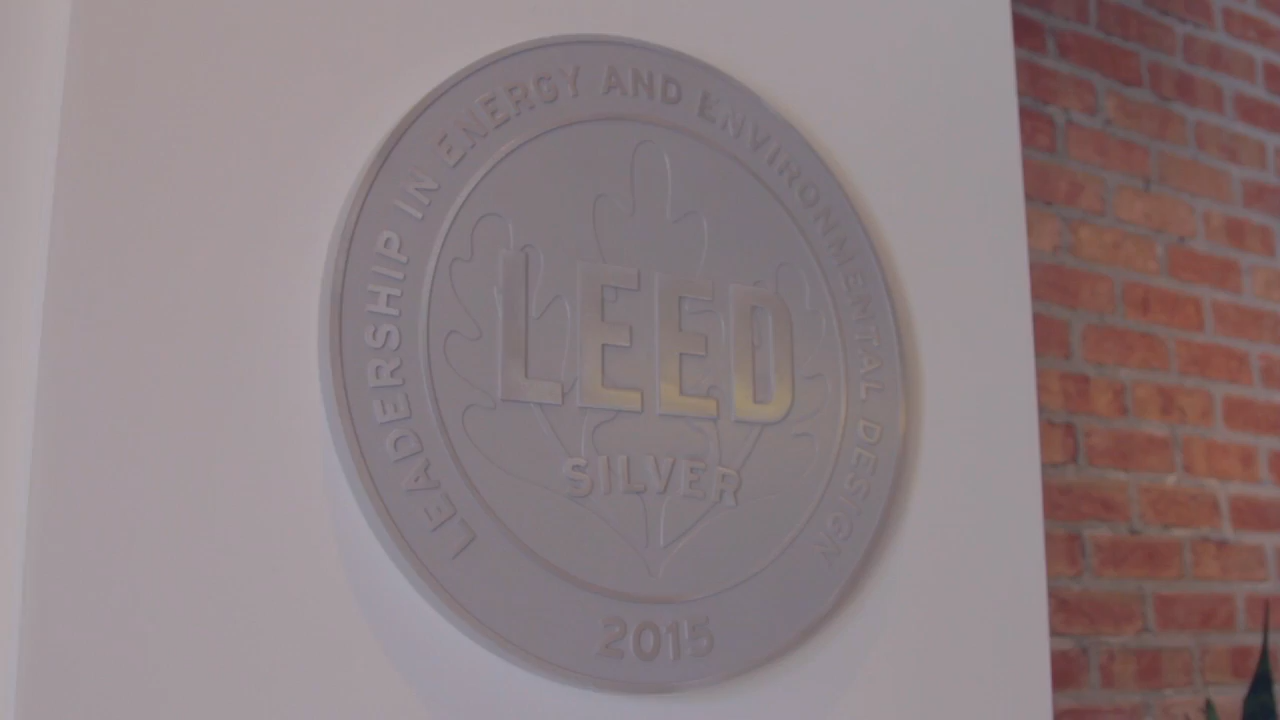 LEADERSHIP IN ENERGY AND ENVIRONMENTAL DESIGN
LEED
SILVER
2015